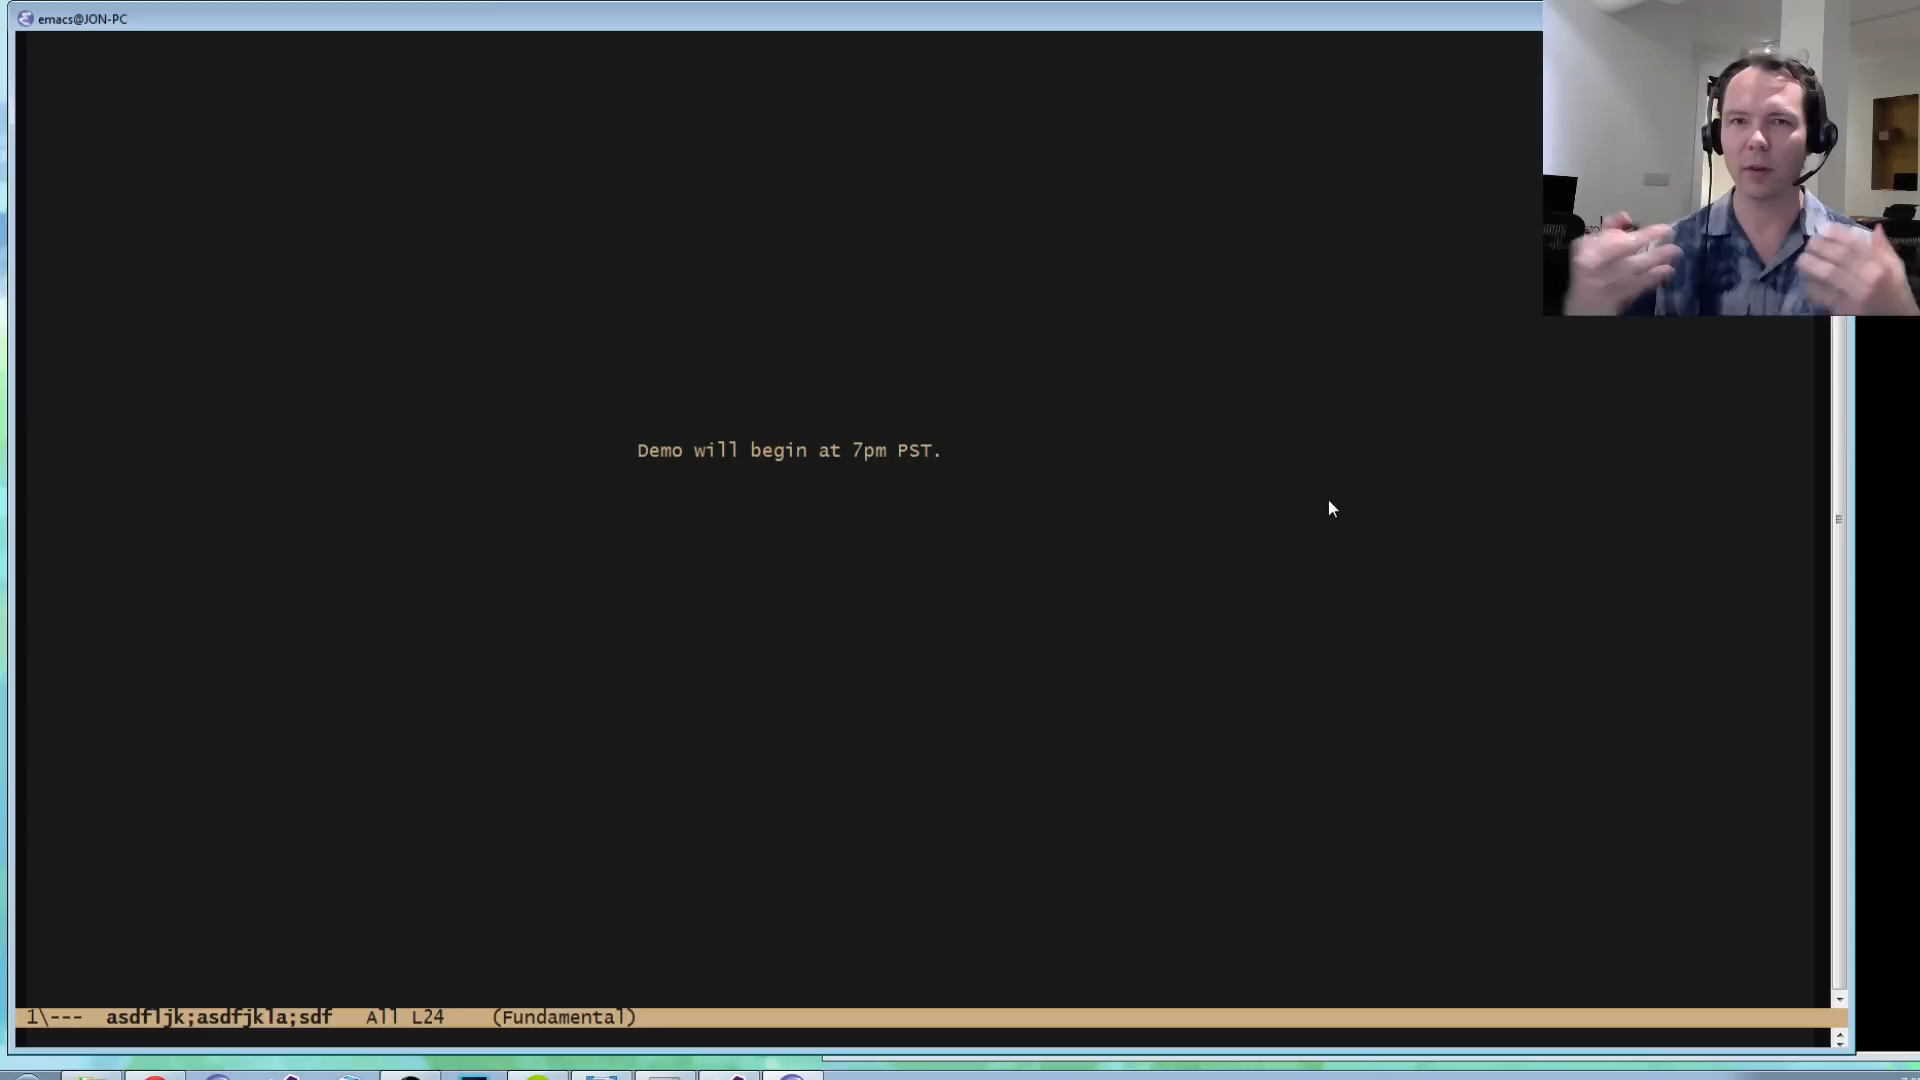 emacs@JON-PC
Demo will begin at 7pm PST.
1\--- asdfljk;asdfjkla;sdf All L24 (Fundamental)